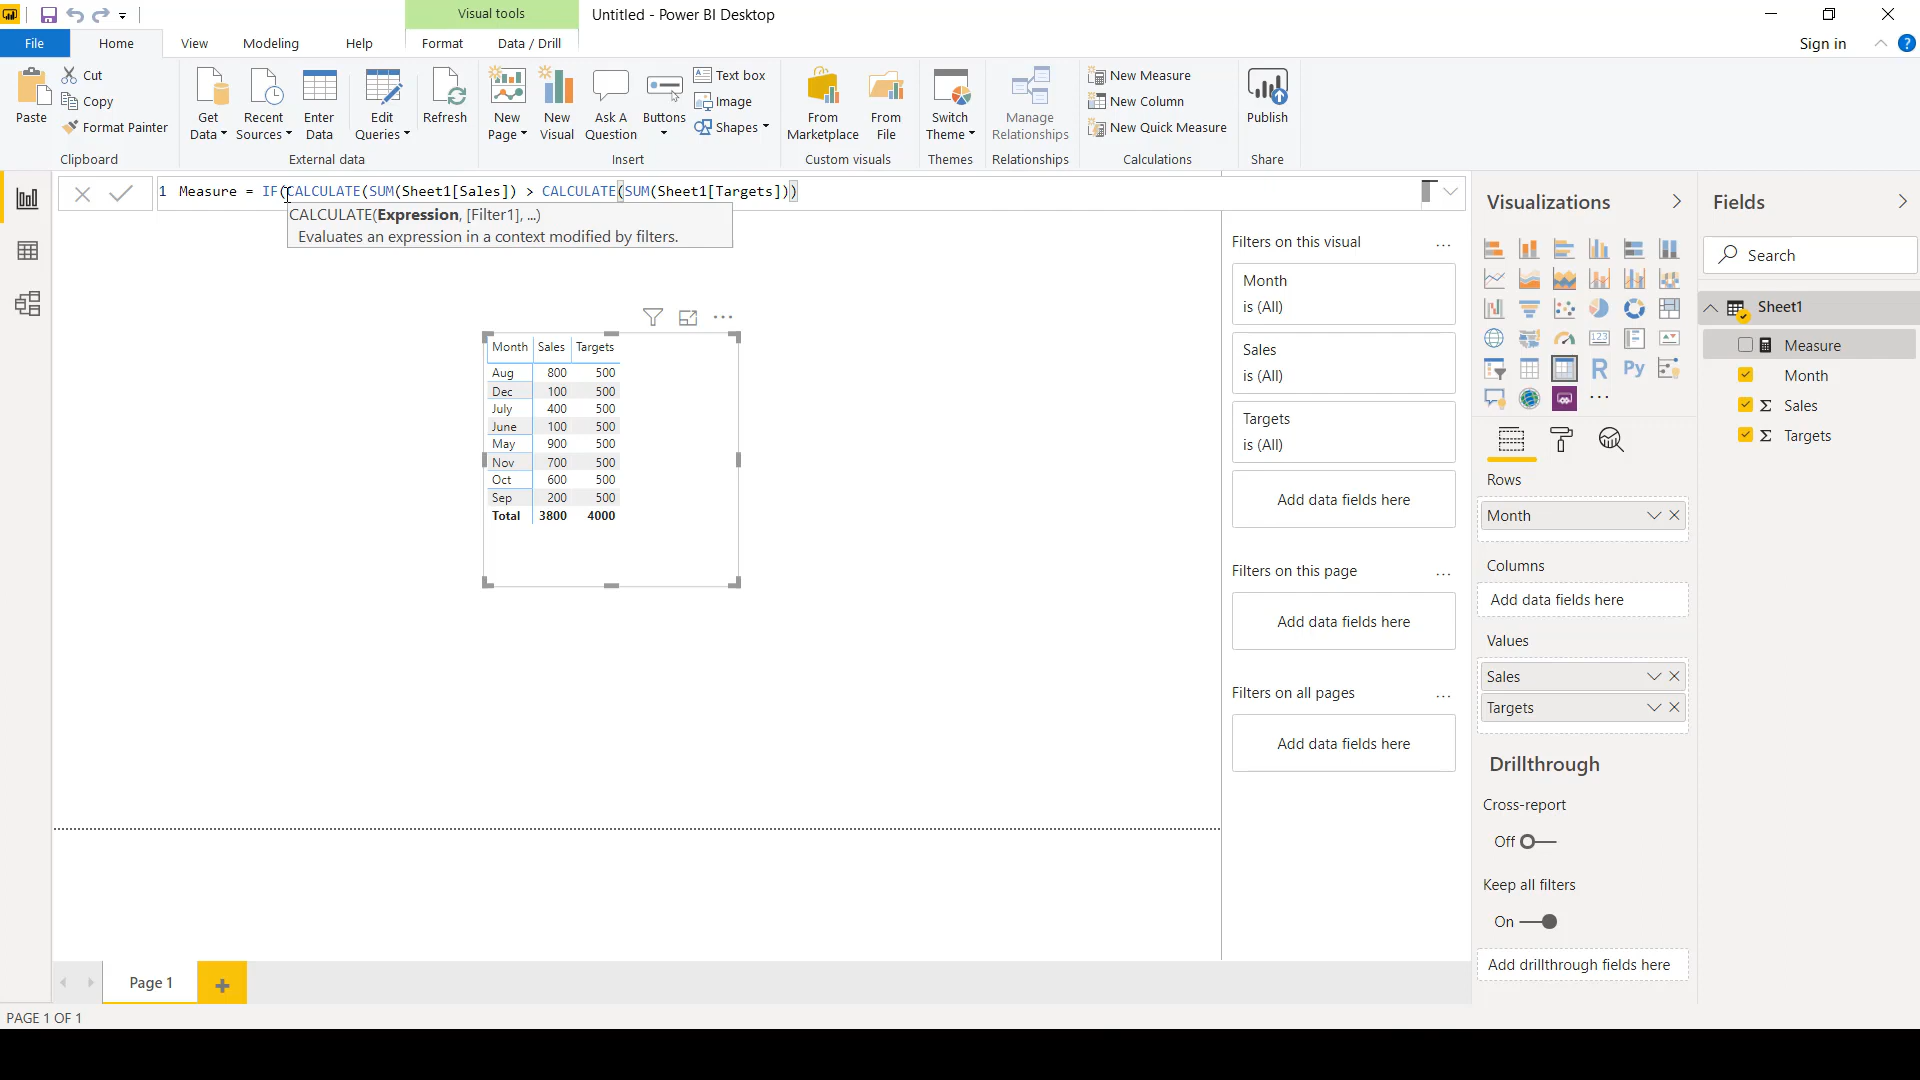 Visual tools
Untitled - Power BI Desktop
File
Home
View
Modeling
Help
Format
Data / Drill
Sign in
?
Paste
Cut
Copy
Format Painter
Clipboard
Get Data
Recent Sources
Enter Data
Edit Queries
Refresh
External data
New Page
New Visual
Ask A Question
Buttons
Text box
Image
Shapes
Insert
From Marketplace
From File
Custom visuals
Switch Theme
Themes
Manage Relationships
Relationships
New Measure
New Column
New Quick Measure
Calculations
Publish
Share
1 Measure = IF(CALCULATE(SUM(Sheet1[Sales]) > CALCULATE(SUM(Sheet1[Targets]))
CALCULATE(Expression, [Filter1], ...)
Evaluates an expression in a context modified by filters.
Month Sales Targets
Aug 800 500
Dec 100 500
July 400 500
June 100 500
May 900 500
Nov 700 500
Oct 600 500
Sep 200 500
Total 3800 4000
Filters on this visual
...
Month
is (All)
Sales
is (All)
Targets
is (All)
Add data fields here
Filters on this page
...
Add data fields here
Filters on all pages
...
Add data fields here
Visualizations
123
R
Py
...
Rows
Month
Columns
Add data fields here
Values
Sales
Targets
Drillthrough
Cross-report
Off
Keep all filters
On
Add drillthrough fields here
Fields
Search
Sheet1
Measure
Month
Σ Sales
Σ Targets
Page 1
+
PAGE 1 OF 1